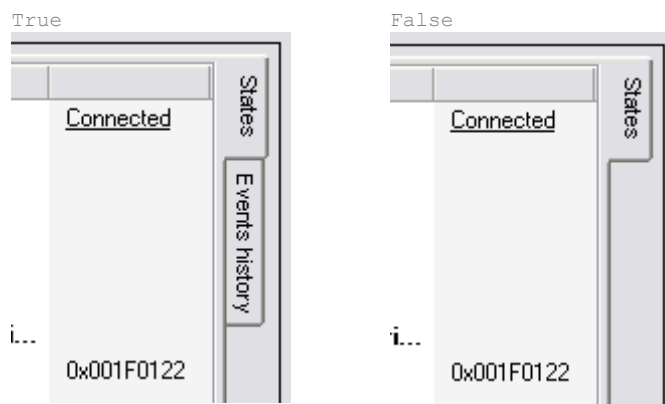 True
False
Connected
States
Events history
i...
0x001F0122
Connected
States
i...
0x001F0122